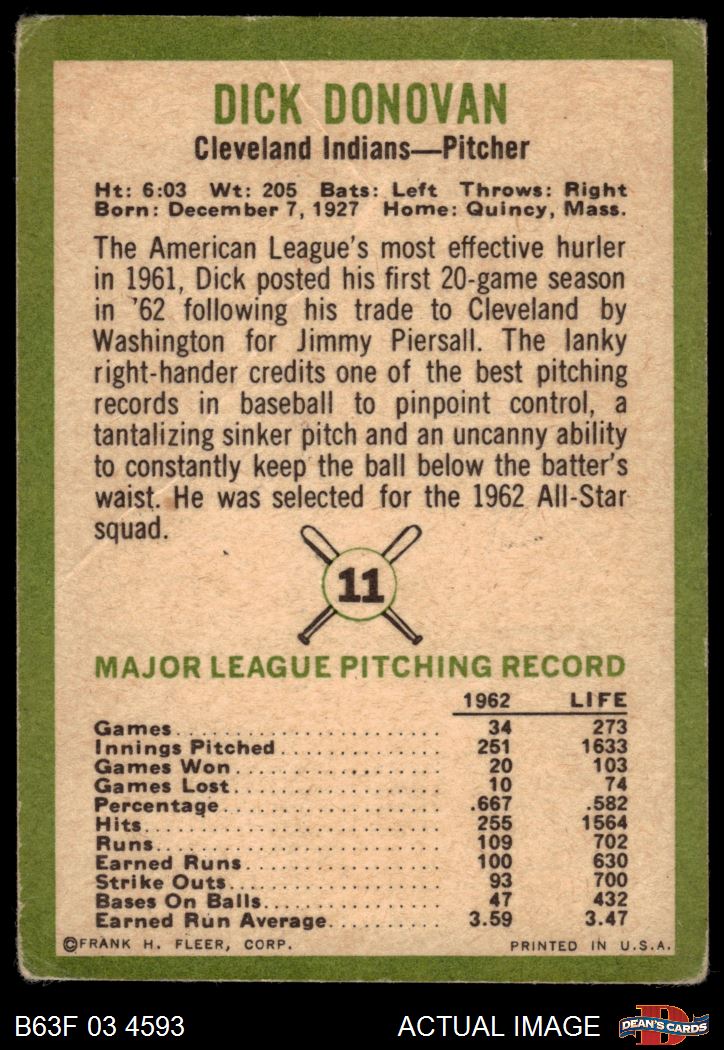 DICK DONOVAN
Cleveland Indians—Pitcher
Ht: 6:03 Wt: 205 Bats: Left Throws: Right
Born: December 7, 1927 Home: Quincy, Mass.
The American League's most effective hurler
in 1961, Dick posted his first 20-game season
in '62 following his trade to Cleveland by
Washington for Jimmy Piersall. The lanky
right-hander credits one of the best pitching
records in baseball to pinpoint control, a
tantalizing sinker pitch and an uncanny ability
to constantly keep the ball below the batter's
waist. He was selected for the 1962 All-Star
squad.
11
MAJOR LEAGUE PITCHING RECORD
1962 LIFE
Games 34 273
Innings Pitched 251 1633
Games Won 20 103
Games Lost 10 74
Percentage .667 .582
Hits 255 1564
Runs 109 702
Earned Runs 100 630
Strike Outs 93 700
Bases On Balls 47 432
Earned Run Average 3.59 3.47
©FRANK H. FLEER, CORP. PRINTED IN U.S.A.
B63F 03 4593 ACTUAL IMAGE D DEAN'S CARDS